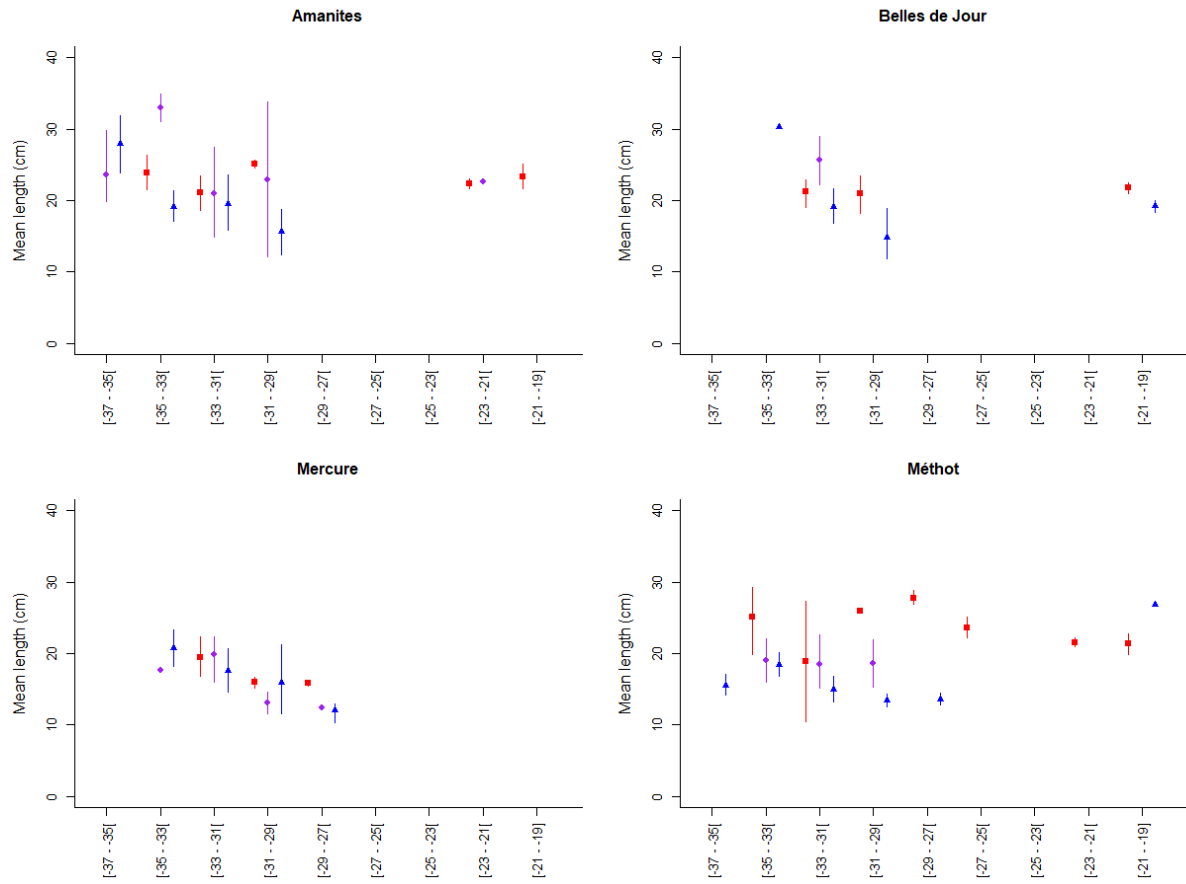 Amanites
Mean length (cm)
0
10
20
30
40
[-37 - -35[
[-35 - -33[
[-33 - -31[
[-31 - -29[
[-29 - -27[
[-27 - -25[
[-25 - -23[
[-23 - -21[
[-21 - -19]
Belles de Jour
Mean length (cm)
0
10
20
30
40
[-37 - -35[
[-35 - -33[
[-33 - -31[
[-31 - -29[
[-29 - -27[
[-27 - -25[
[-25 - -23[
[-23 - -21[
[-21 - -19]
Mercure
Mean length (cm)
0
10
20
30
40
[-37 - -35[
[-35 - -33[
[-33 - -31[
[-31 - -29[
[-29 - -27[
[-27 - -25[
[-25 - -23[
[-23 - -21[
[-21 - -19]
Méthot
Mean length (cm)
0
10
20
30
40
[-37 - -35[
[-35 - -33[
[-33 - -31[
[-31 - -29[
[-29 - -27[
[-27 - -25[
[-25 - -23[
[-23 - -21[
[-21 - -19]